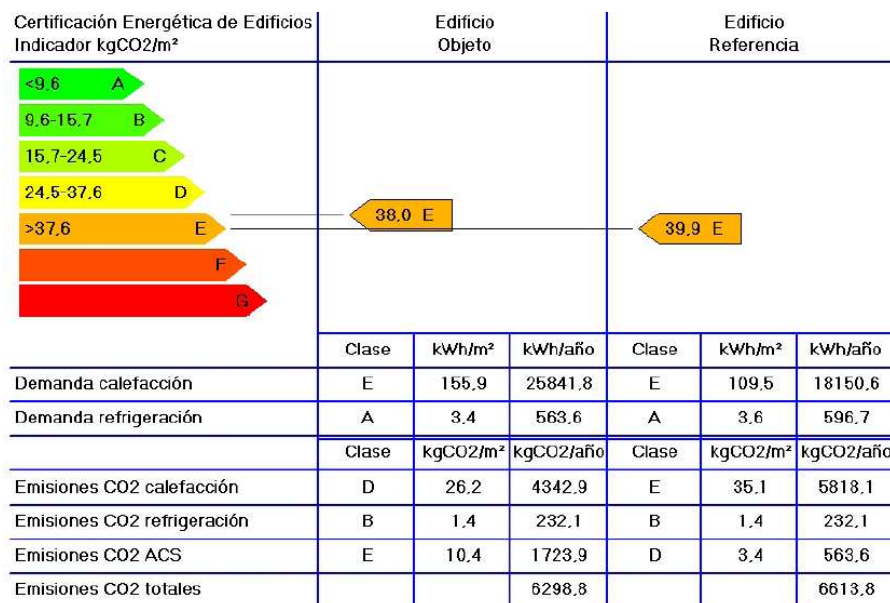 Certificación Energética de Edificios
Indicador kgCO2/m²
Edificio
Objeto
Edificio
Referencia
<9,6 A
9,6-15,7 B
15,7-24,5 C
24,5-37,6 D
>37,6 E
F
G
38,0 E
39,9 E
Clase kWh/m² kWh/año Clase kWh/m² kWh/año
Demanda calefacción E 155,9 25841,8 E 109,5 18150,6
Demanda refrigeración A 3,4 563,6 A 3,6 596,7
Clase kgCO2/m² kgCO2/año Clase kgCO2/m² kgCO2/año
Emisiones CO2 calefacción D 26,2 4342,9 E 35,1 5818,1
Emisiones CO2 refrigeración B 1,4 232,1 B 1,4 232,1
Emisiones CO2 ACS E 10,4 1723,9 D 3,4 563,6
Emisiones CO2 totales 6298,8 6613,8